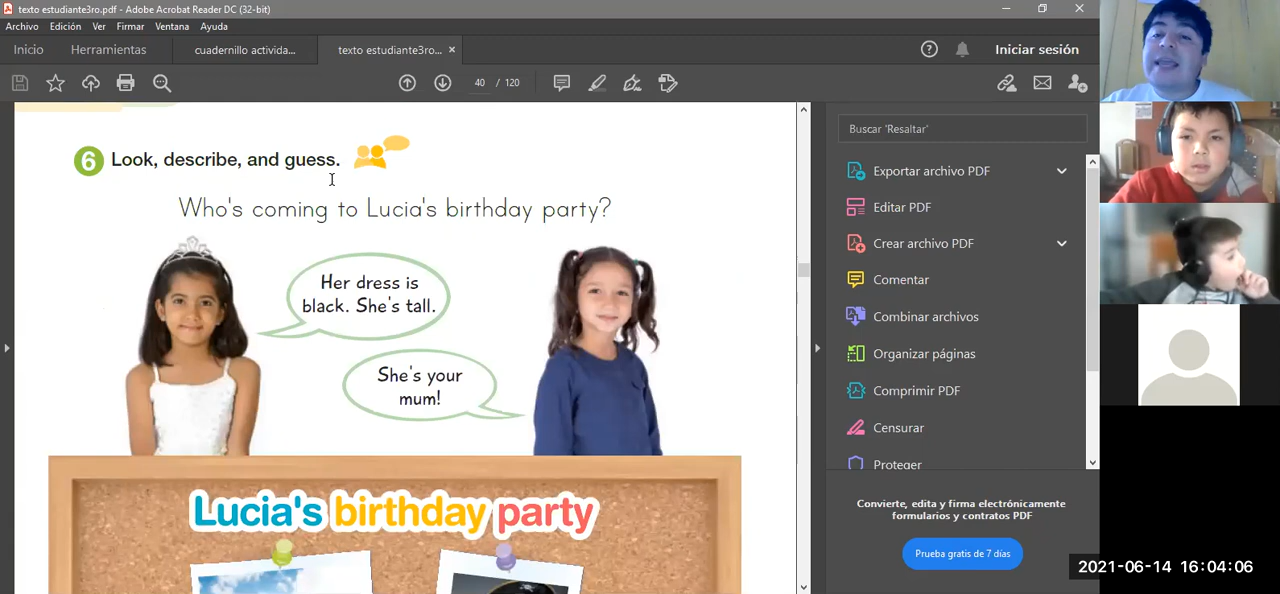 texto estudiante3ro.pdf - Adobe Acrobat Reader DC (32-bit)
Archivo Edición Ver Firmar Ventana Ayuda
Inicio Herramientas cuadernillo activida... texto estudiante3ro... × Iniciar sesión
40 / 120
Buscar 'Resaltar'
6 Look, describe, and guess.
Who's coming to Lucia's birthday party?
Her dress is
black. She's tall.
She's your
mum!
Lucia's birthday party
Exportar archivo PDF
Editar PDF
Crear archivo PDF
Comentar
Combinar archivos
Organizar páginas
Comprimir PDF
Censurar
Proteger
Convierte, edita y firma electrónicamente
formularios y contratos PDF
Prueba gratis de 7 días
2021-06-14 16:04:06